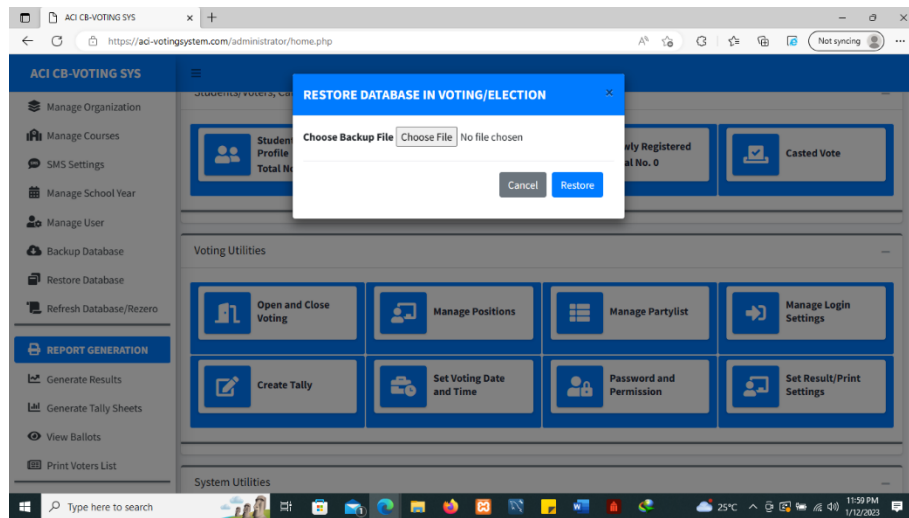 ACI CB-VOTING SYS
https://aci-votingsystem.com/administrator/home.php
Not syncing
ACI CB-VOTING SYS
Manage Organization
Manage Courses
SMS Settings
Manage School Year
Manage User
Backup Database
Restore Database
Refresh Database/Rezero
REPORT GENERATION
Generate Results
Generate Tally Sheets
View Ballots
Print Voters List
RESTORE DATABASE IN VOTING/ELECTION
×
Choose Backup File Choose File No file chosen
Cancel Restore
Profile
Casted Vote
Voting Utilities
Open and Close
Voting
Manage Positions
Manage Partylist
Manage Login
Settings
Create Tally
Set Voting Date
and Time
Password and
Permission
Set Result/Print
Settings
System Utilities
Type here to search
25°C
11:59 PM
1/12/2023